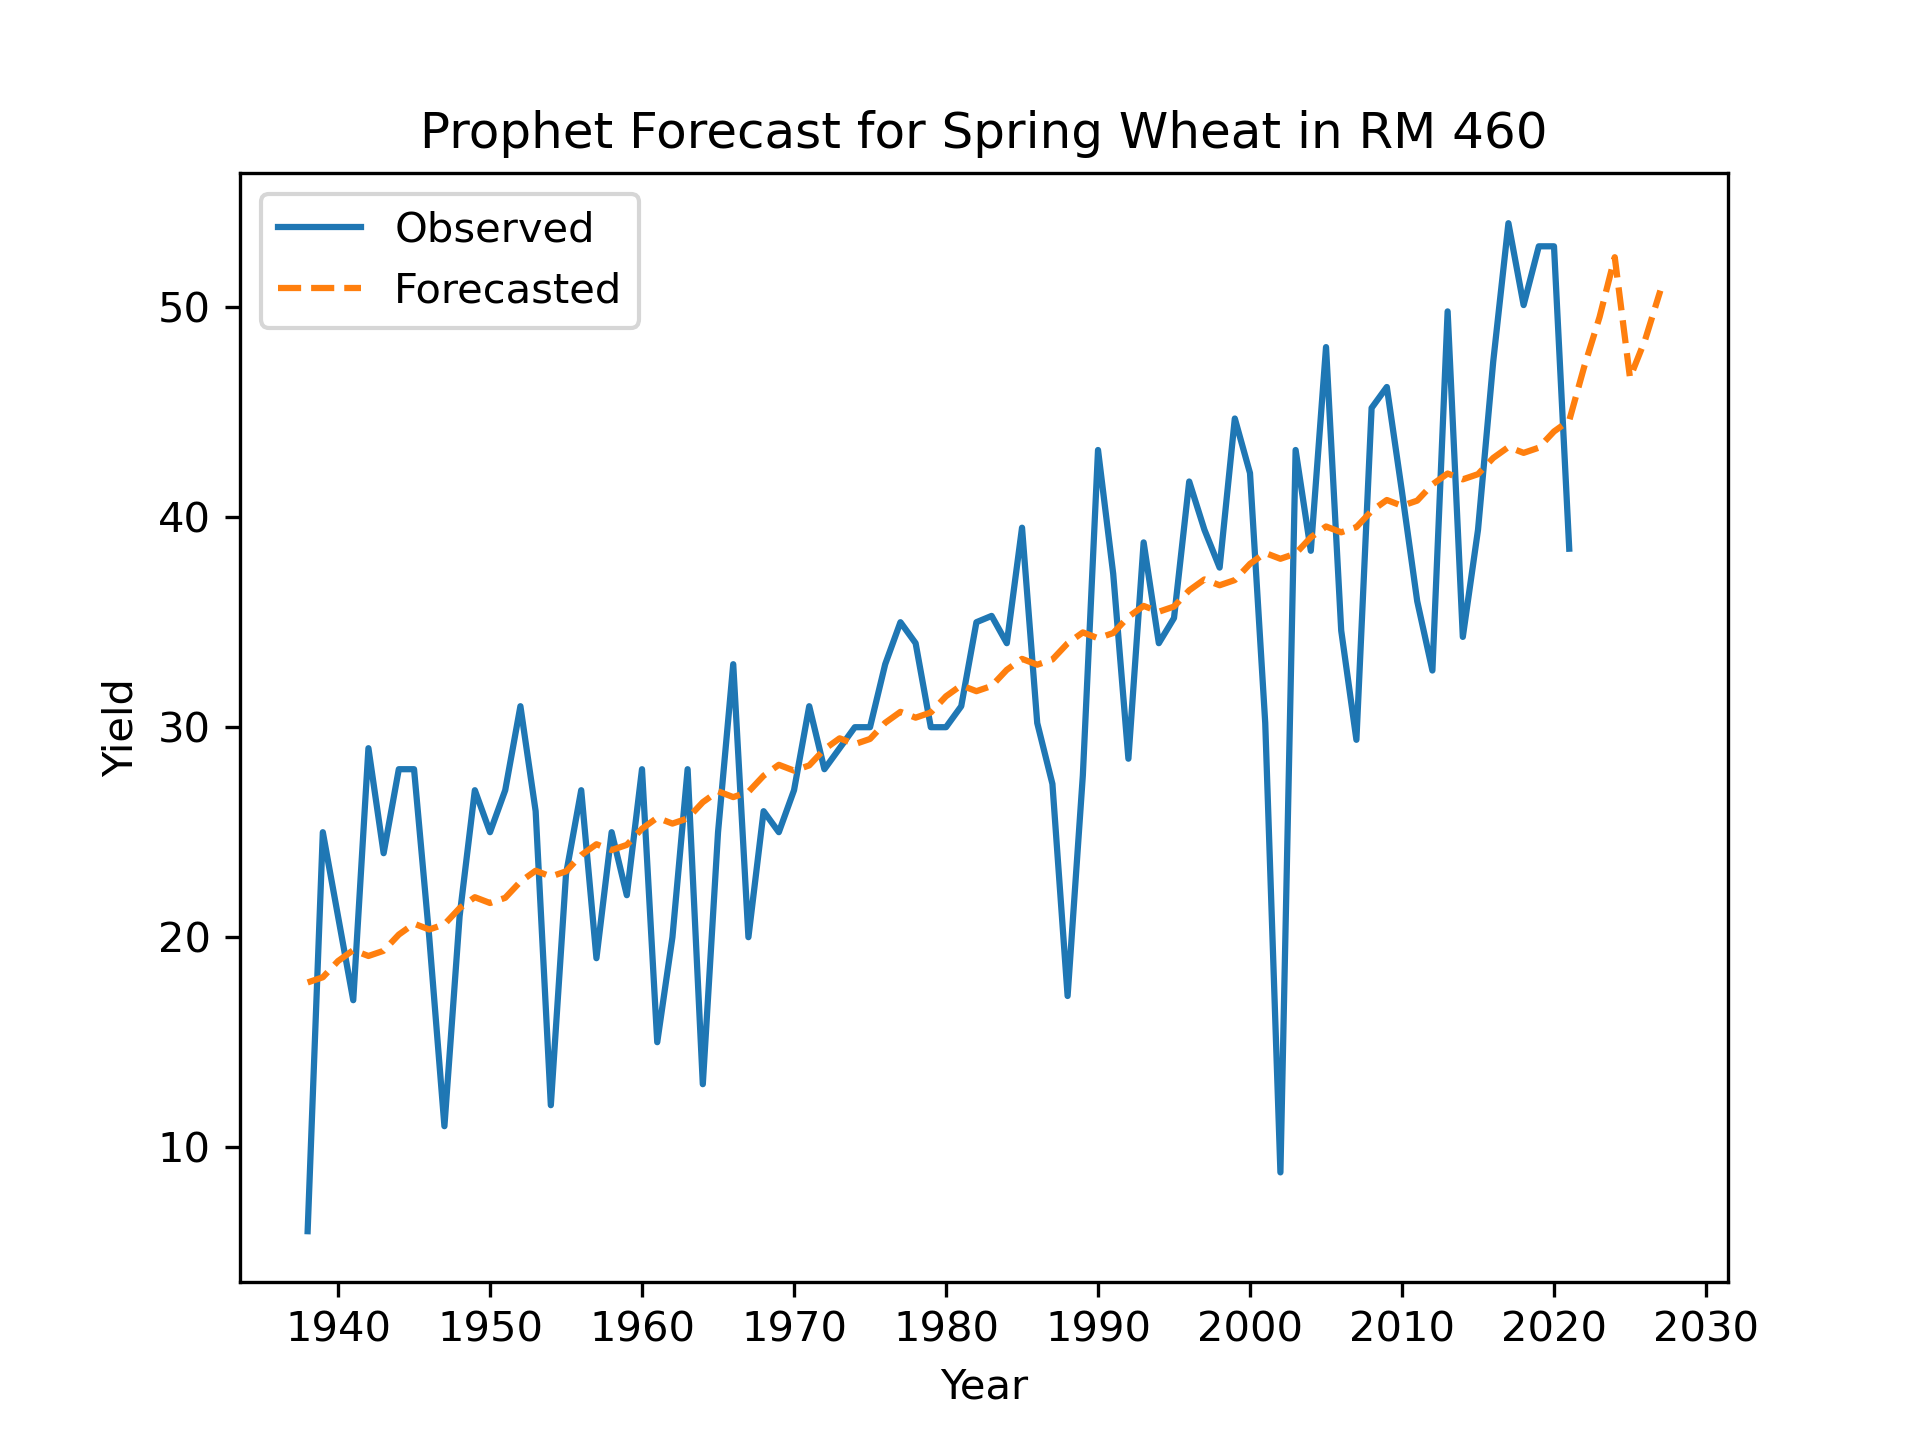 Prophet Forecast for Spring Wheat in RM 460
Observed
Forecasted
50
40
30
20
10
Yield
1940 1950 1960 1970 1980 1990 2000 2010 2020 2030
Year